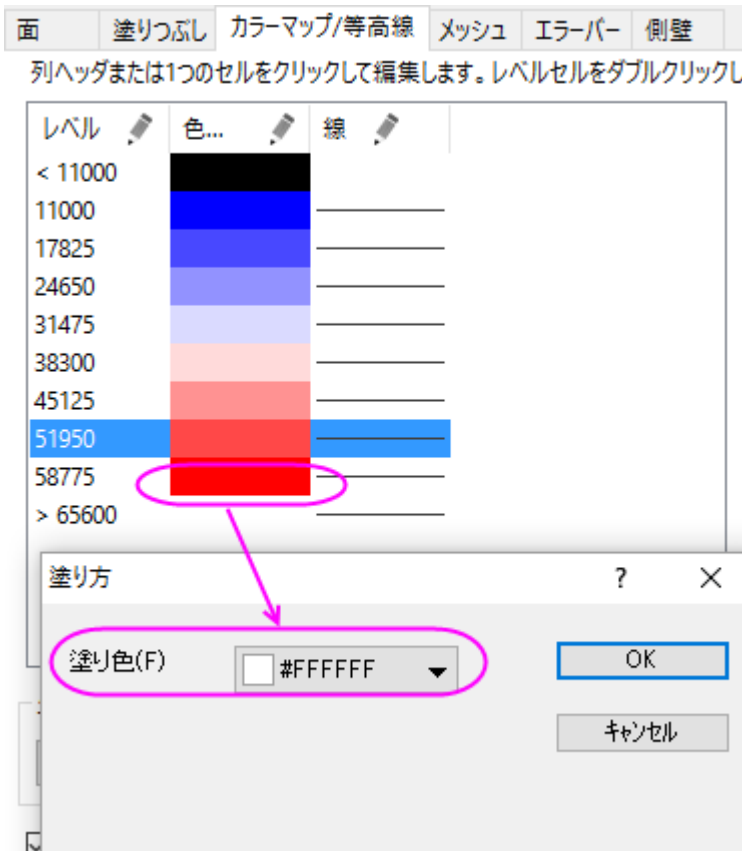 面 塗りつぶし カラーマップ/等高線 メッシュ エラーバー 側壁
列ヘッダまたは1つのセルをクリックして編集します。レベルセルをダブルクリックし
レベル 色... 線
< 11000
11000
17825
24650
31475
38300
45125
51950
58775
> 65600
塗り方 ? ×
塗り色(F) #FFFFFF OK
キャンセル